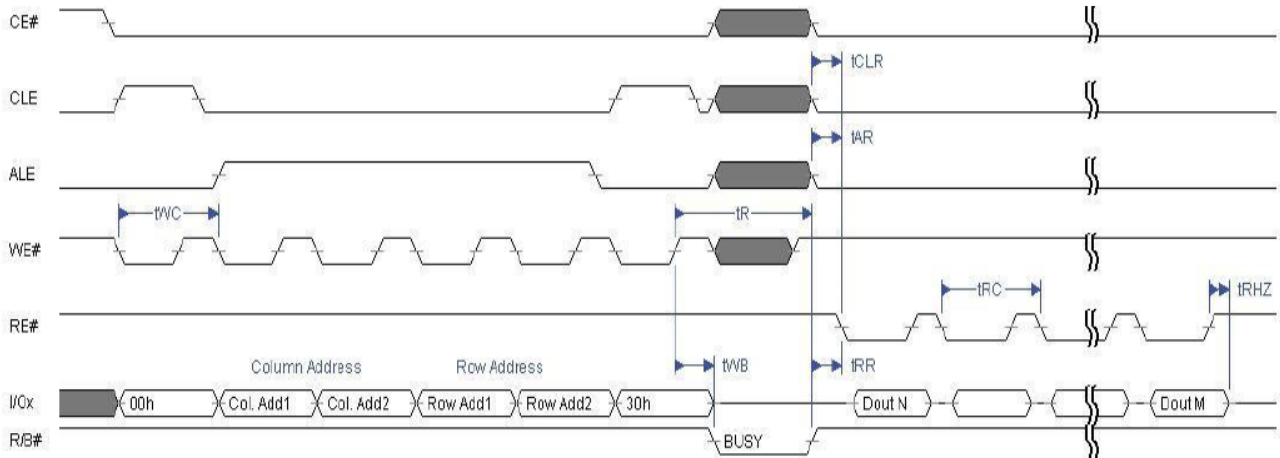 CE#
tCLR
CLE
tAR
ALE
tWC
tR
WE#
tRC
tRHZ
RE#
Column Address
Row Address
tWB
tRR
I/Ox
00h
Col. Add1
Col. Add2
Row Add1
Row Add2
30h
Dout N
Dout M
R/B#
BUSY